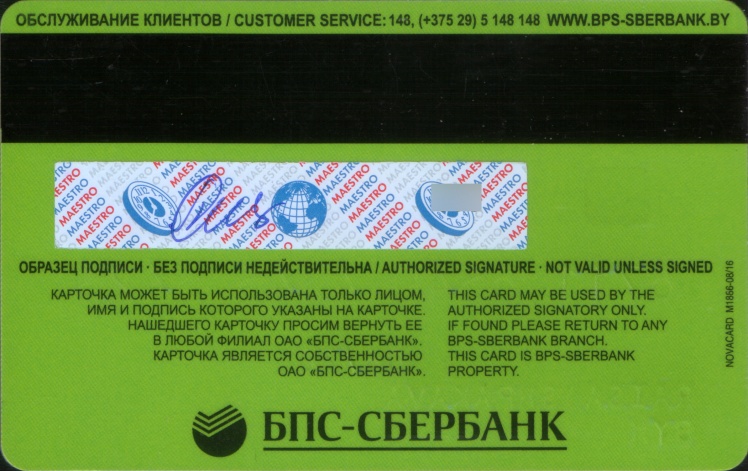 ОБСЛУЖИВАНИЕ КЛИЕНТОВ / CUSTOMER SERVICE: 148, (+375 29) 5 148 148 WWW.BPS-SBERBANK.BY
MAESTRO MAESTRO MAESTRO MAESTRO
ОБРАЗЕЦ ПОДПИСИ · БЕЗ ПОДПИСИ НЕДЕЙСТВИТЕЛЬНА / AUTHORIZED SIGNATURE · NOT VALID UNLESS SIGNED
КАРТОЧКА МОЖЕТ БЫТЬ ИСПОЛЬЗОВАНА ТОЛЬКО ЛИЦОМ,
ИМЯ И ПОДПИСЬ КОТОРОГО УКАЗАНЫ НА КАРТОЧКЕ.
НАШЕДШЕГО КАРТОЧКУ ПРОСИМ ВЕРНУТЬ ЕЕ
В ЛЮБОЙ ФИЛИАЛ ОАО «БПС-СБЕРБАНК».
КАРТОЧКА ЯВЛЯЕТСЯ СОБСТВЕННОСТЬЮ
ОАО «БПС-СБЕРБАНК».
THIS CARD MAY BE USED BY THE
AUTHORIZED SIGNATORY ONLY.
IF FOUND PLEASE RETURN TO ANY
BPS-SBERBANK BRANCH.
THIS CARD IS BPS-SBERBANK
PROPERTY.
NOVACARD M1856-08/16
БПС-СБЕРБАНК